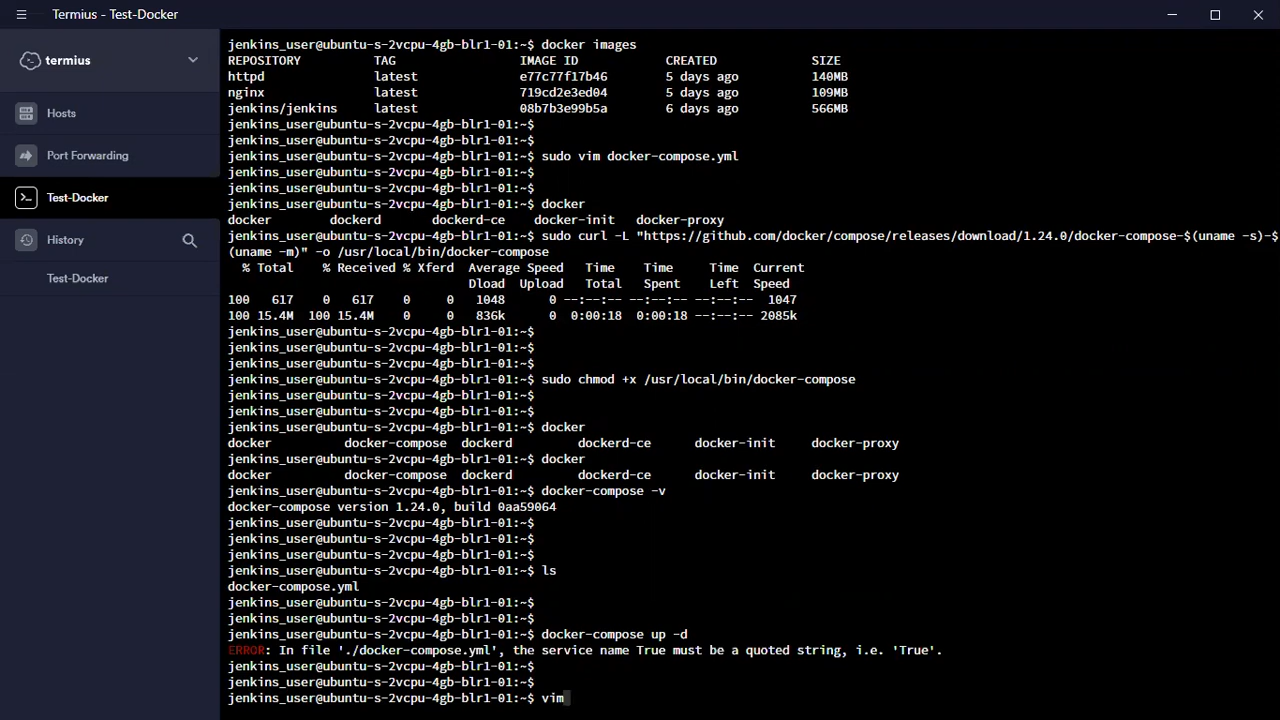 Termius - Test-Docker
termius
Hosts
Port Forwarding
Test-Docker
History
Test-Docker
jenkins_user@ubuntu-s-2vcpu-4gb-blr1-01:~$ docker images
REPOSITORY TAG IMAGE ID CREATED SIZE
httpd latest e77c77f17b46 5 days ago 140MB
nginx latest 719cd2e3ed04 5 days ago 109MB
jenkins/jenkins latest 08b7b3e99b5a 6 days ago 566MB
jenkins_user@ubuntu-s-2vcpu-4gb-blr1-01:~$
jenkins_user@ubuntu-s-2vcpu-4gb-blr1-01:~$
jenkins_user@ubuntu-s-2vcpu-4gb-blr1-01:~$ sudo vim docker-compose.yml
jenkins_user@ubuntu-s-2vcpu-4gb-blr1-01:~$
jenkins_user@ubuntu-s-2vcpu-4gb-blr1-01:~$
jenkins_user@ubuntu-s-2vcpu-4gb-blr1-01:~$ docker
docker dockerd dockerd-ce docker-init docker-proxy
jenkins_user@ubuntu-s-2vcpu-4gb-blr1-01:~$ sudo curl -L "https://github.com/docker/compose/releases/download/1.24.0/docker-compose-$(uname -s)-$
(uname -m)" -o /usr/local/bin/docker-compose
% Total % Received % Xferd Average Speed Time Time Time Current
Dload Upload Total Spent Left Speed
100 617 0 617 0 0 1048 0 --:--:-- --:--:-- --:--:-- 1047
100 15.4M 100 15.4M 0 0 836k 0 0:00:18 0:00:18 --:--:-- 2085k
jenkins_user@ubuntu-s-2vcpu-4gb-blr1-01:~$
jenkins_user@ubuntu-s-2vcpu-4gb-blr1-01:~$
jenkins_user@ubuntu-s-2vcpu-4gb-blr1-01:~$
jenkins_user@ubuntu-s-2vcpu-4gb-blr1-01:~$ sudo chmod +x /usr/local/bin/docker-compose
jenkins_user@ubuntu-s-2vcpu-4gb-blr1-01:~$
jenkins_user@ubuntu-s-2vcpu-4gb-blr1-01:~$
jenkins_user@ubuntu-s-2vcpu-4gb-blr1-01:~$ docker
docker docker-compose dockerd dockerd-ce docker-init docker-proxy
jenkins_user@ubuntu-s-2vcpu-4gb-blr1-01:~$ docker
docker docker-compose dockerd dockerd-ce docker-init docker-proxy
jenkins_user@ubuntu-s-2vcpu-4gb-blr1-01:~$ docker-compose -v
docker-compose version 1.24.0, build 0aa59064
jenkins_user@ubuntu-s-2vcpu-4gb-blr1-01:~$
jenkins_user@ubuntu-s-2vcpu-4gb-blr1-01:~$
jenkins_user@ubuntu-s-2vcpu-4gb-blr1-01:~$
jenkins_user@ubuntu-s-2vcpu-4gb-blr1-01:~$ ls
docker-compose.yml
jenkins_user@ubuntu-s-2vcpu-4gb-blr1-01:~$
jenkins_user@ubuntu-s-2vcpu-4gb-blr1-01:~$
jenkins_user@ubuntu-s-2vcpu-4gb-blr1-01:~$ docker-compose up -d
ERROR: In file './docker-compose.yml', the service name True must be a quoted string, i.e. 'True'.
jenkins_user@ubuntu-s-2vcpu-4gb-blr1-01:~$
jenkins_user@ubuntu-s-2vcpu-4gb-blr1-01:~$
jenkins_user@ubuntu-s-2vcpu-4gb-blr1-01:~$ vim